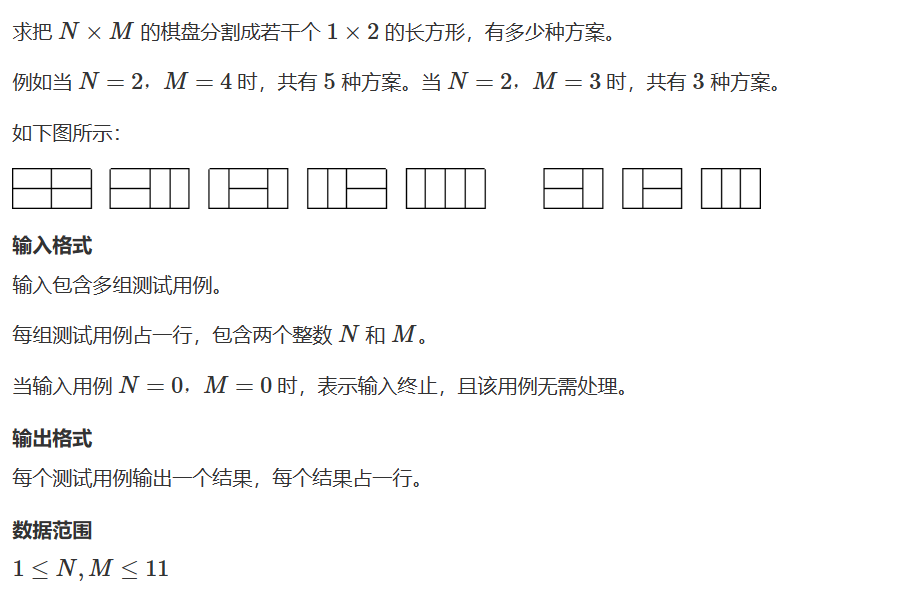 求把 N × M 的棋盘分割成若干个 1 × 2 的长方形，有多少种方案。
例如当 N = 2，M = 4 时，共有 5 种方案。当 N = 2，M = 3 时，共有 3 种方案。
如下图所示：
输入格式
输入包含多组测试用例。
每组测试用例占一行，包含两个整数 N 和 M。
当输入用例 N = 0，M = 0 时，表示输入终止，且该用例无需处理。
输出格式
每个测试用例输出一个结果，每个结果占一行。
数据范围
1 ≤ N, M ≤ 11